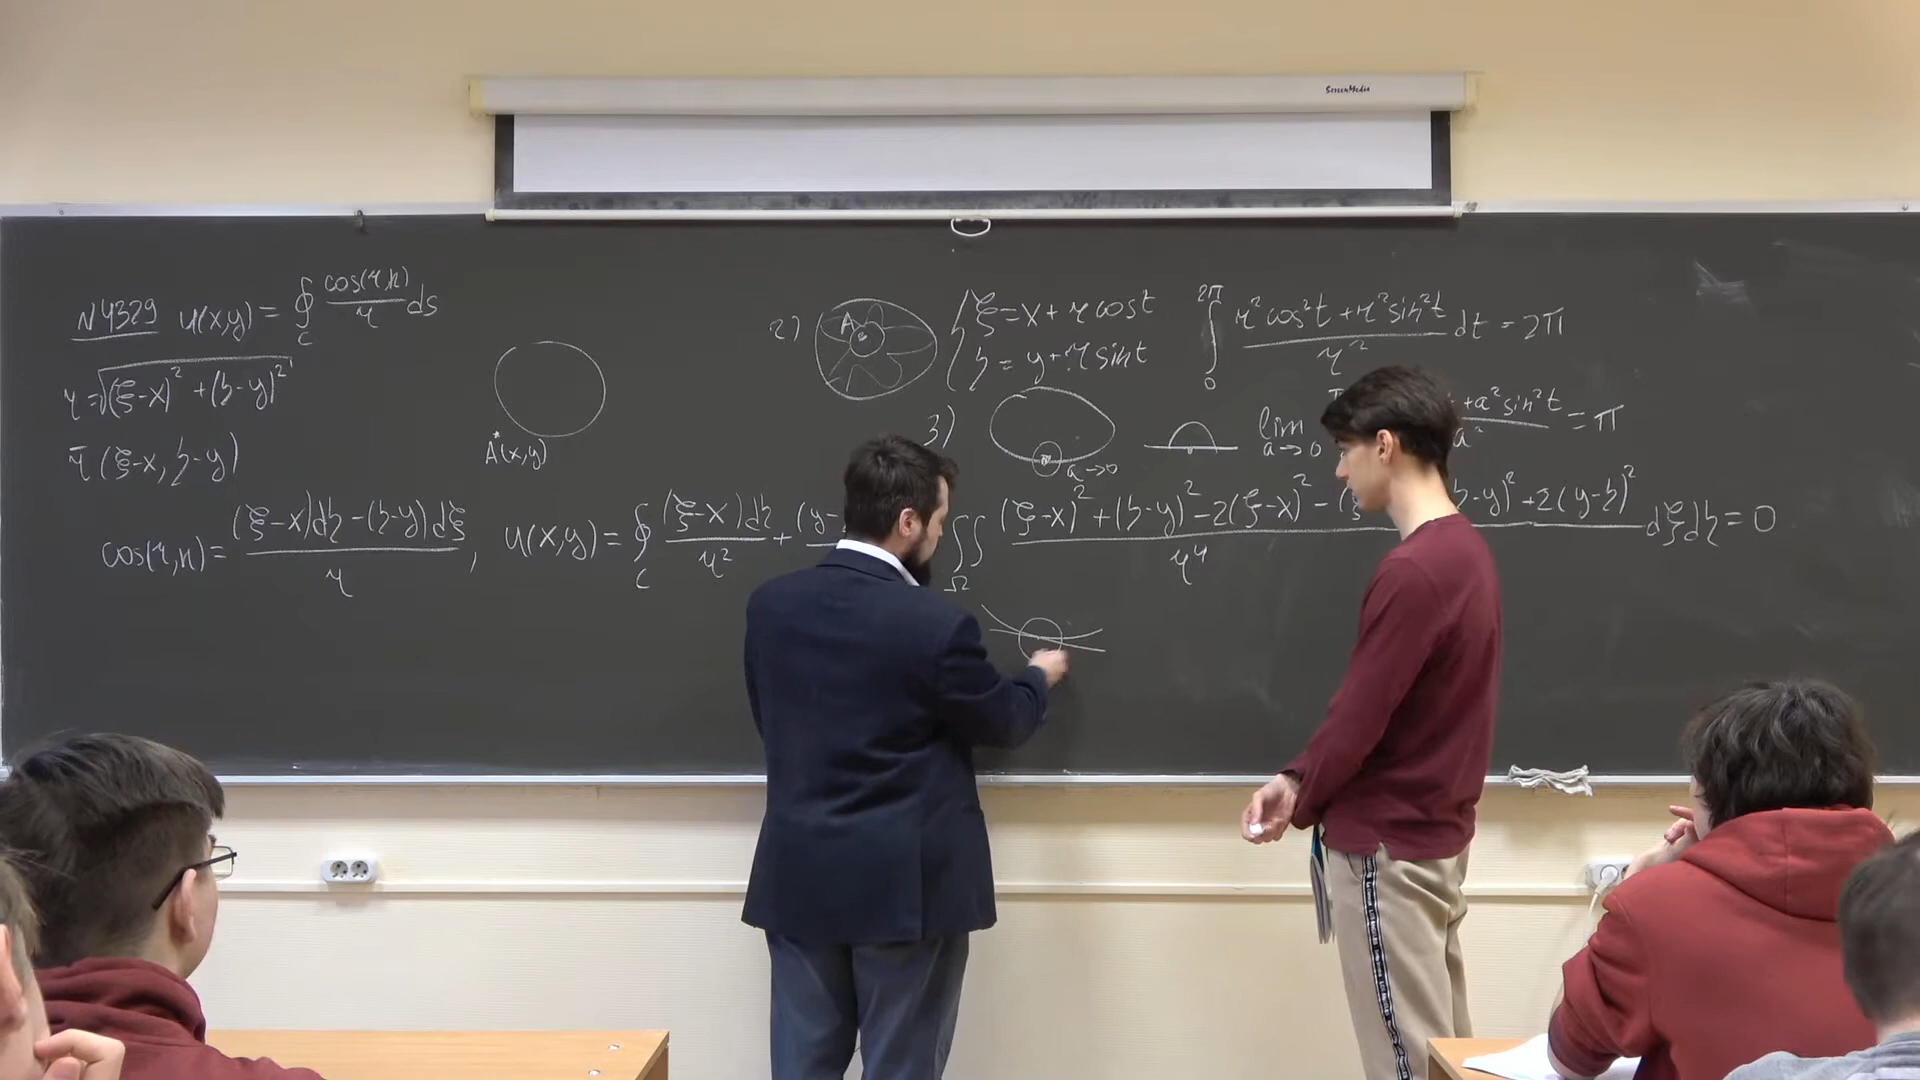 ScreenMedia
N4329 u(x,y) = ∮_C cos(r,n)/r ds
r = √((ξ-x)² + (η-y)²)
r̄ (ξ-x, η-y)
A(x,y)
cos(r,n) = ((ξ-x)dη - (η-y)dξ)/r , u(x,y) = ∮_C (ξ-x)dη/r² + (y-
∬_Ω
(ξ-x)² + (η-y)² - 2(ξ-x)² - (ξ
η-y)² + 2(y-η)²
r⁴
dξdη = 0
2) A
{ ξ = x + r cos t
η = y + r sin t
∫_0^{2π} (r² cos² t + r² sin² t)/r² dt = 2π
3) a→0
lim a→0
+ a² sin² t
a²
= π